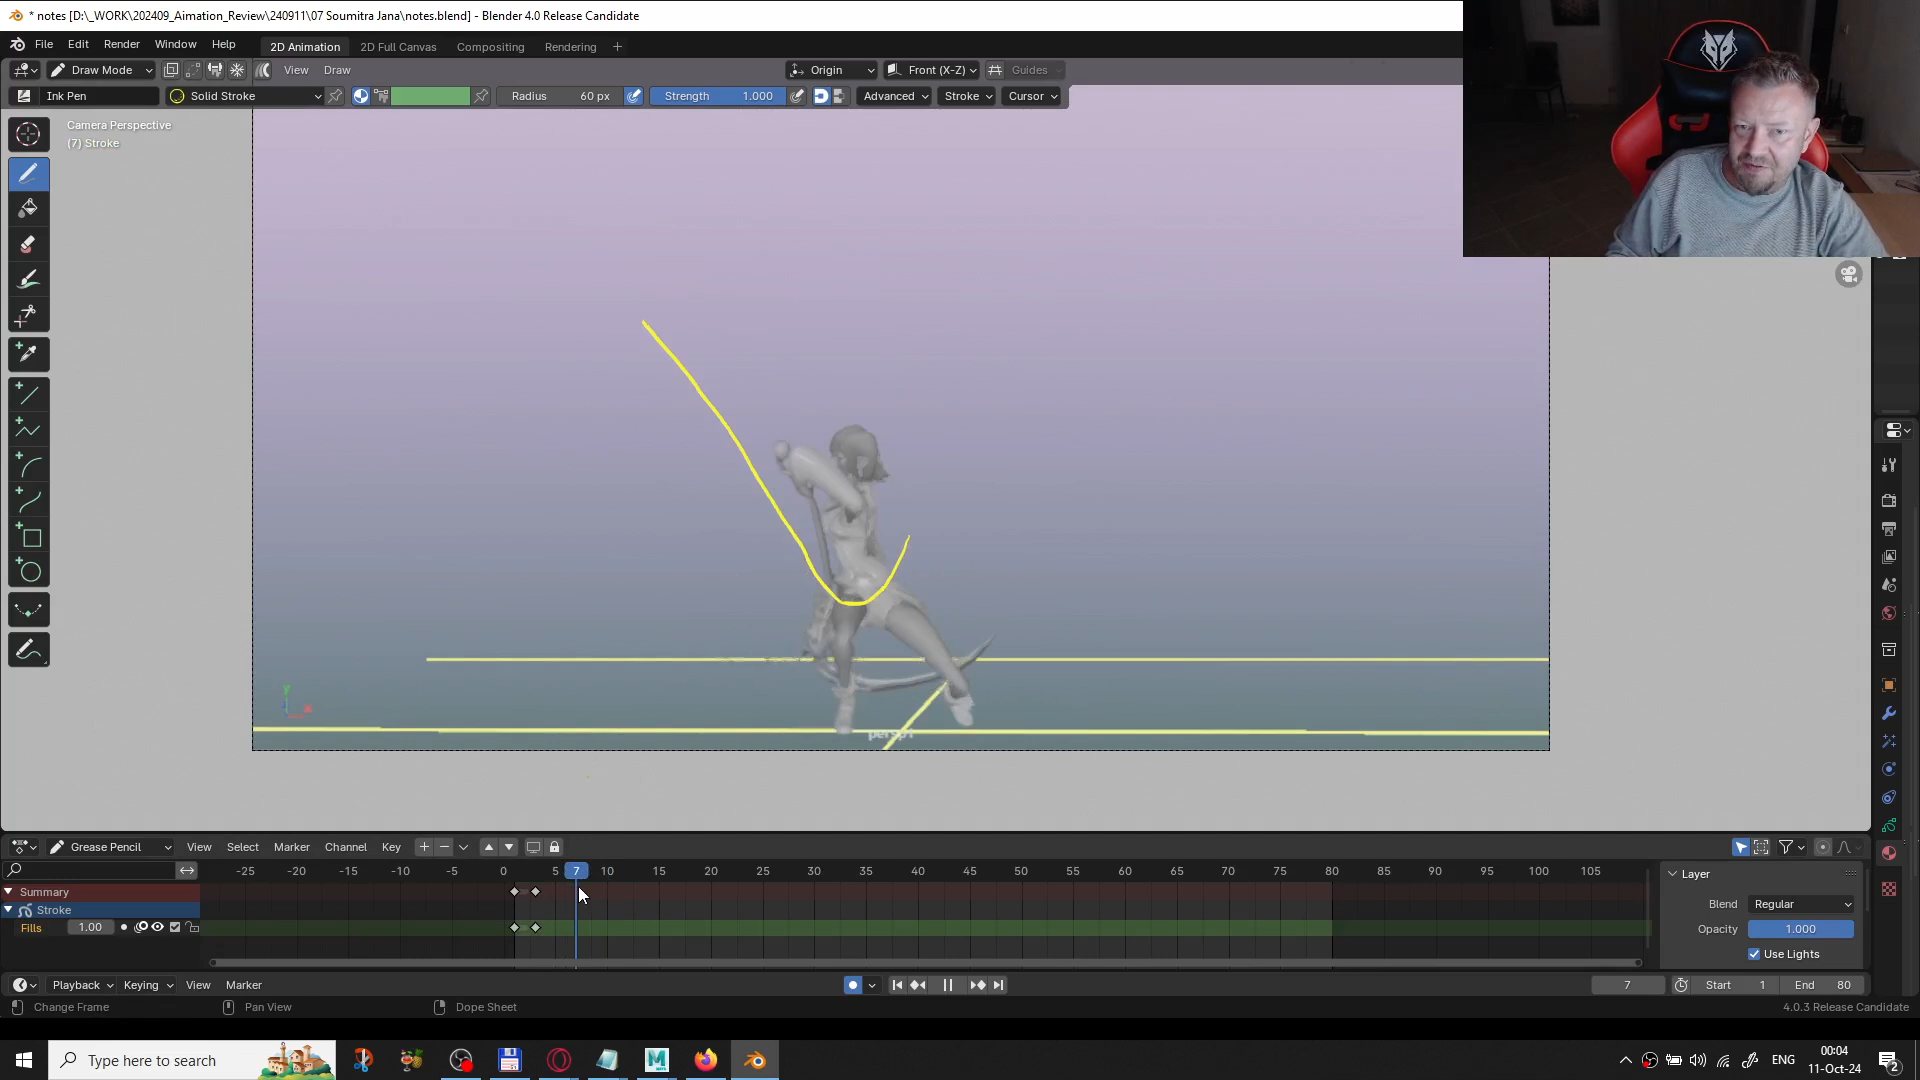 * notes [D:\_WORK\202409_Aimation_Review\240911\07 Soumitra Jana\notes.blend] - Blender 4.0 Release Candidate
File Edit Render Window Help 2D Animation 2D Full Canvas Compositing Rendering +
Draw Mode View Draw Origin Front (X-Z) Guides
Ink Pen Solid Stroke Radius 60 px Strength 1.000 Advanced Stroke Cursor
Camera Perspective
(7) Stroke
persp1
Grease Pencil View Select Marker Channel Key
-25 -20 -15 -10 -5 0 5 7 10 15 20 25 30 35 40 45 50 55 60 65 70 75 80 85 90 95 100 105
Layer
Summary
Blend Regular
Stroke
Fills 1.00
Opacity 1.000
Use Lights
Playback Keying View Marker 7 Start 1 End 80
Change Frame Pan View Dope Sheet 4.0.3 Release Candidate
Type here to search
ENG 00:04
11-Oct-24 2